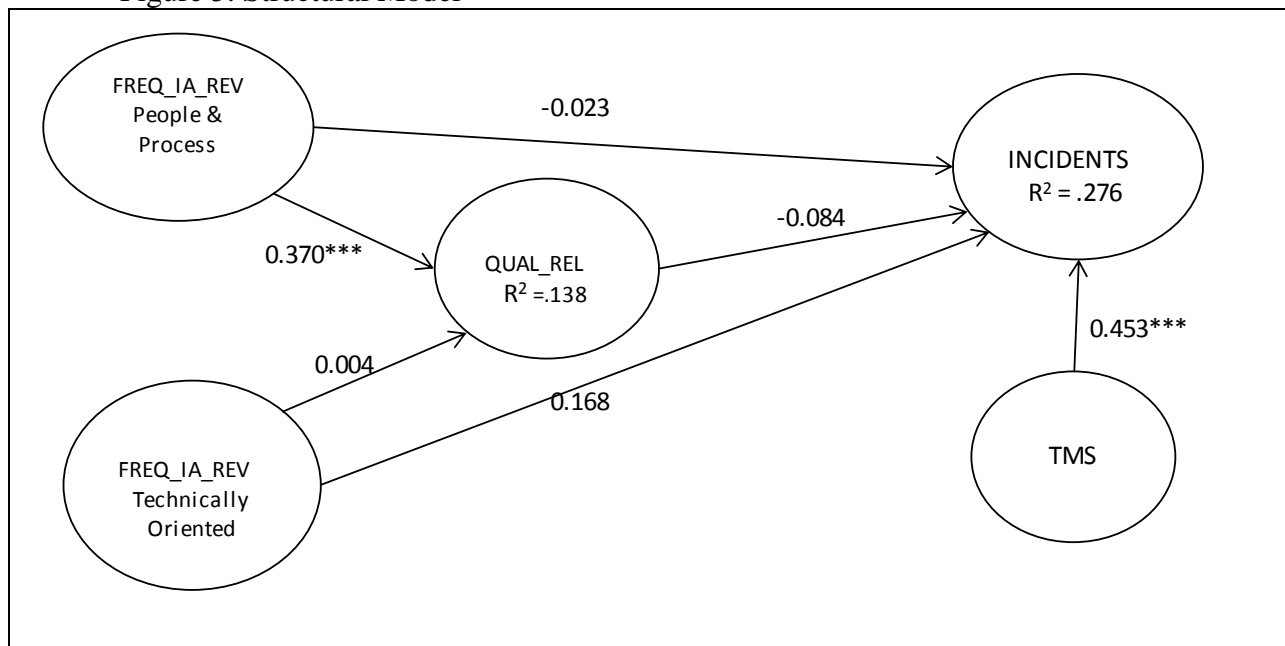 Figure 3: Structural Model
FREQ_IA_REV
People &
Process
-0.023
INCIDENTS
R² = .276
0.370***
QUAL_REL
R² =.138
-0.084
0.004
0.168
0.453***
FREQ_IA_REV
Technically
Oriented
TMS